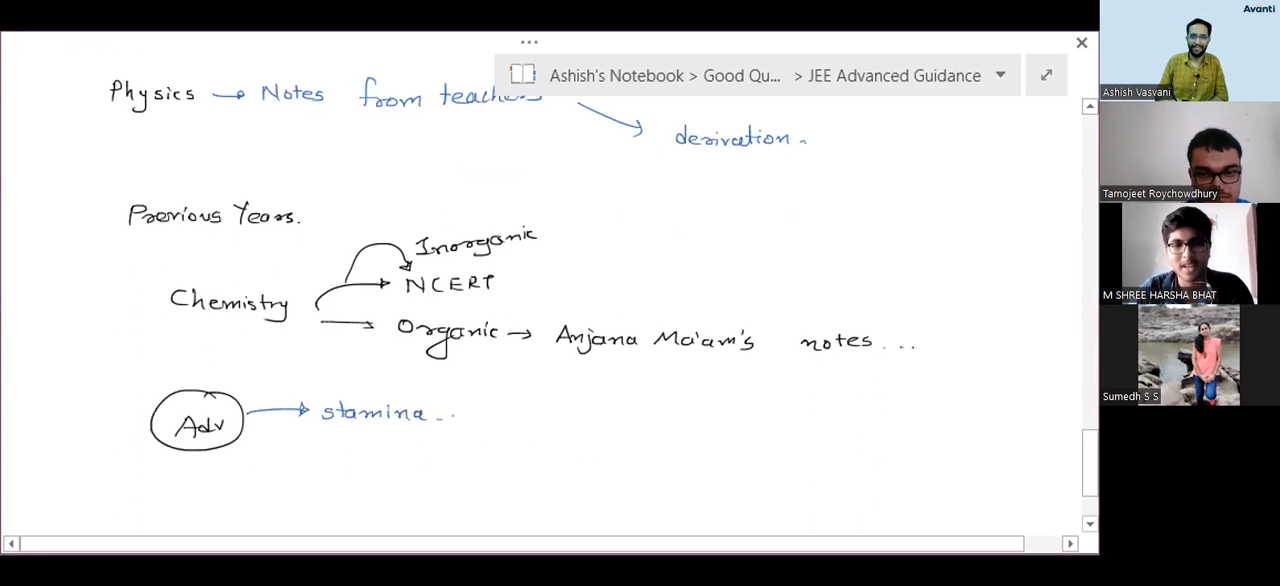 Avanti
...
Ashish's Notebook > Good Qu... > JEE Advanced Guidance
Physics → Notes from teachers
derivation
Previous Years.
Inorganic
NCERT
Chemistry
Organic → Anjana Ma'am's notes...
Adv → stamina..
Ashish Vasvani
Tamojeet Roychowdhury
M SHREE HARSHA BHAT
Sumedh S S